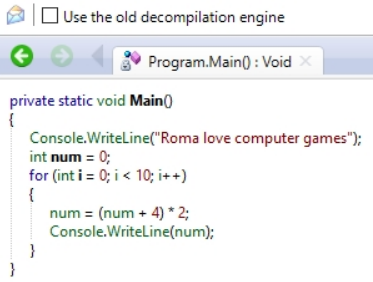 Use the old decompilation engine
Program.Main() : Void
private static void Main()
{
Console.WriteLine("Roma love computer games");
int num = 0;
for (int i = 0; i < 10; i++)
{
num = (num + 4) * 2;
Console.WriteLine(num);
}
}